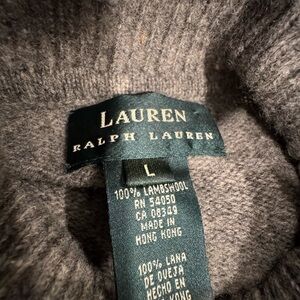 LAUREN
RALPH LAUREN
L
100% LAMBSWOOL
RN 54050
CA 08349
MADE IN
HONG KONG
100% LANA
DE OVEJA
HECHO EN
KONG